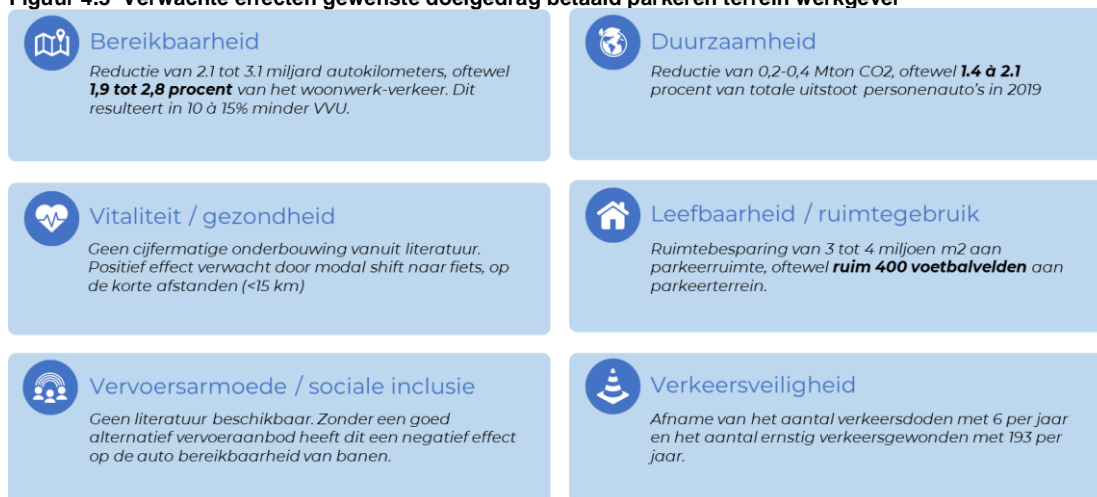 Figuur 4.3 Verwachte effecten gewenste doelgedrag betaald parkeren terrein werkgever
Bereikbaarheid
Reductie van 2.1 tot 3.1 miljard autokilometers, oftewel
1,9 tot 2,8 procent van het woonwerk-verkeer. Dit
resulteert in 10 à 15% minder VVU.
Duurzaamheid
Reductie van 0,2-0,4 Mton CO2, oftewel 1.4 à 2.1
procent van totale uitstoot personenauto's in 2019
Vitaliteit / gezondheid
Geen cijfermatige onderbouwing vanuit literatuur.
Positief effect verwacht door modal shift naar fiets, op
de korte afstanden (<15 km)
Leefbaarheid / ruimtegebruik
Ruimtebesparing van 3 tot 4 miljoen m2 aan
parkeerruimte, oftewel ruim 400 voetbalvelden aan
parkeerterrein.
Vervoersarmoede / sociale inclusie
Geen literatuur beschikbaar. Zonder een goed
alternatief vervoeraanbod heeft dit een negatief effect
op de auto bereikbaarheid van banen.
Verkeersveiligheid
Afname van het aantal verkeersdoden met 6 per jaar
en het aantal ernstig verkeersgewonden met 193 per
jaar.